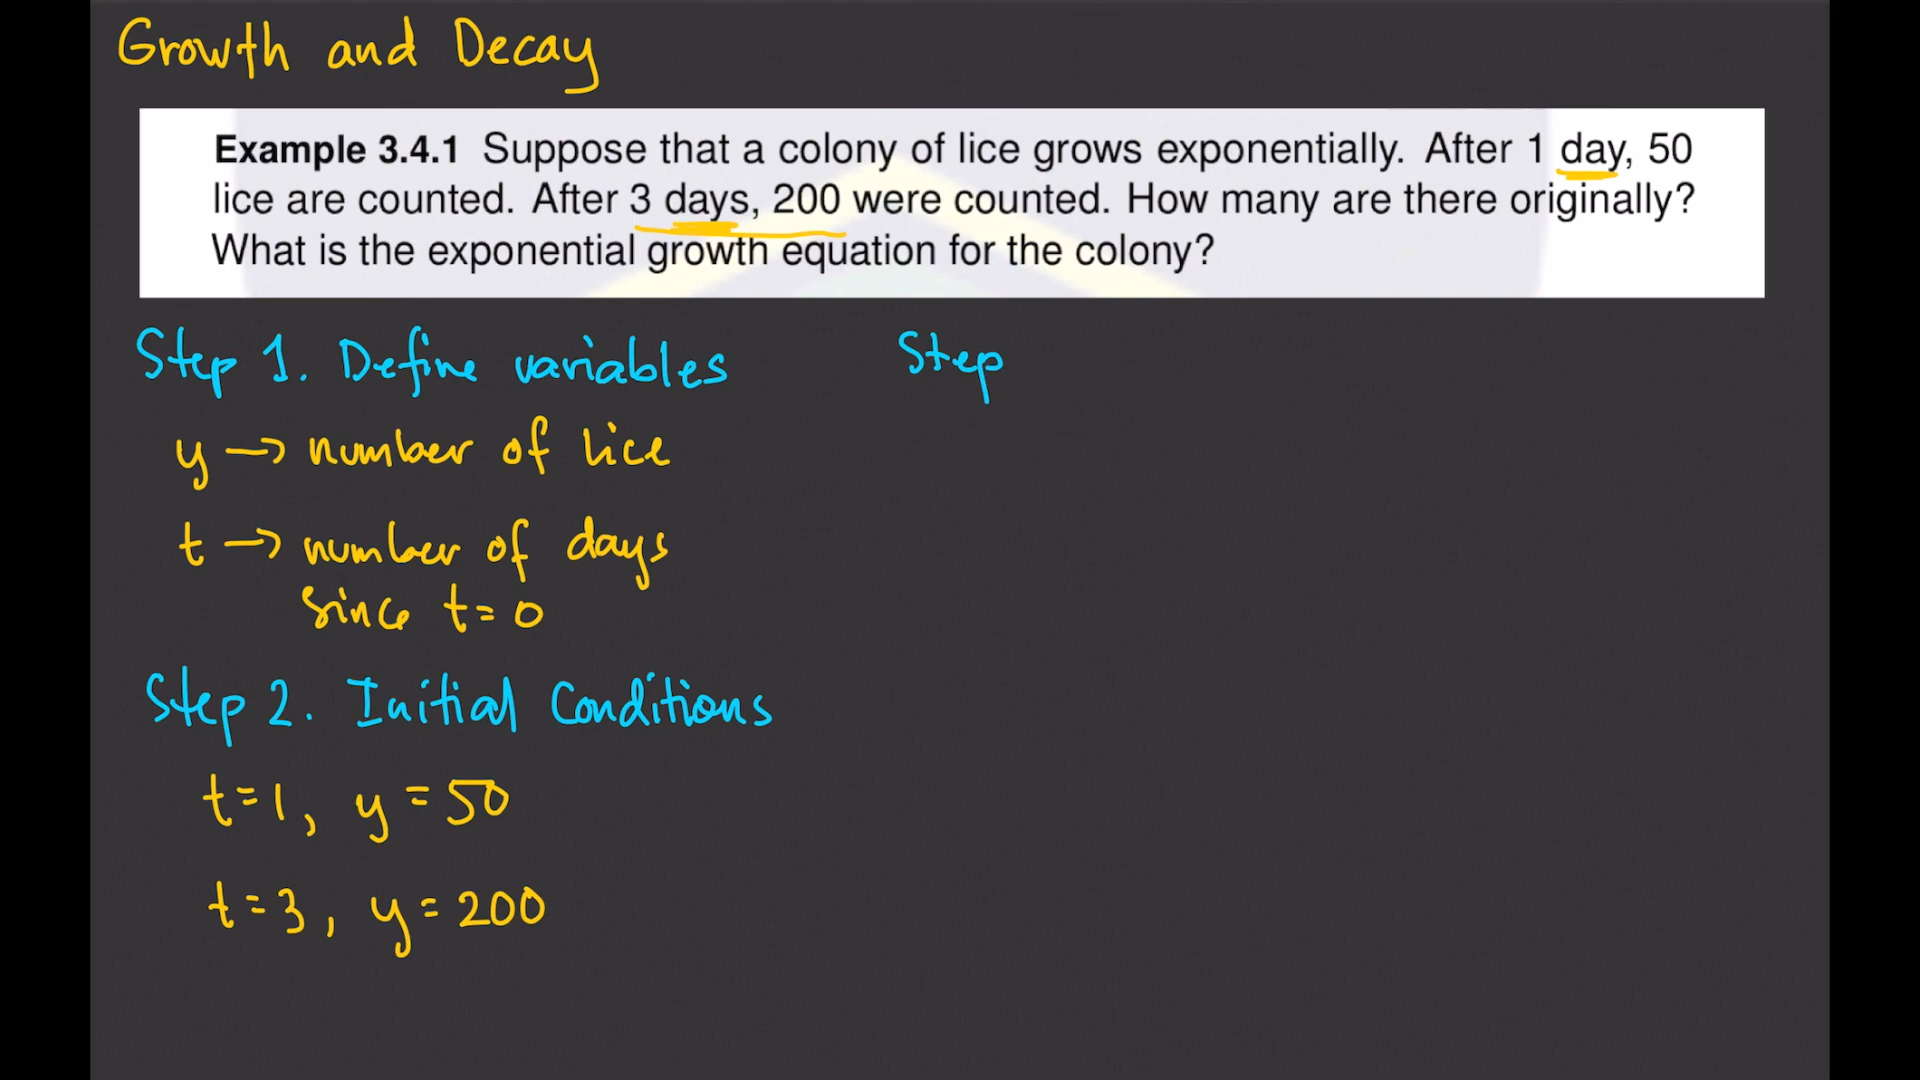 Growth and Decay
Example 3.4.1 Suppose that a colony of lice grows exponentially. After 1 day, 50
lice are counted. After 3 days, 200 were counted. How many are there originally?
What is the exponential growth equation for the colony?
Step 1. Define variables
y → number of lice
t → number of days
since t=0
Step 2. Initial Conditions
t=1, y=50
t=3, y=200
Step